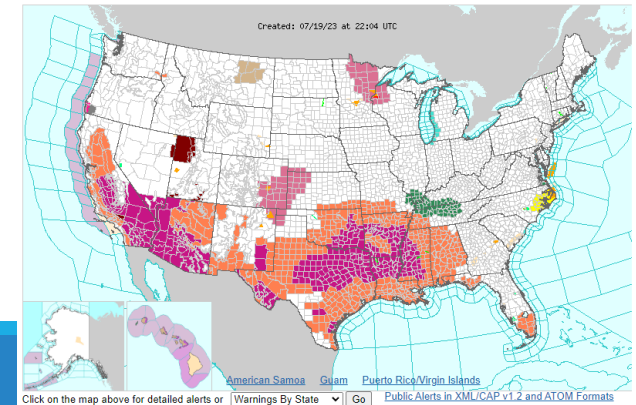 Created: 07/19/23 at 22:04 UTC
American Samoa Guam Puerto Rico/Virgin Islands
Click on the map above for detailed alerts or Warnings By State Go Public Alerts in XML/CAP v1.2 and ATOM Formats